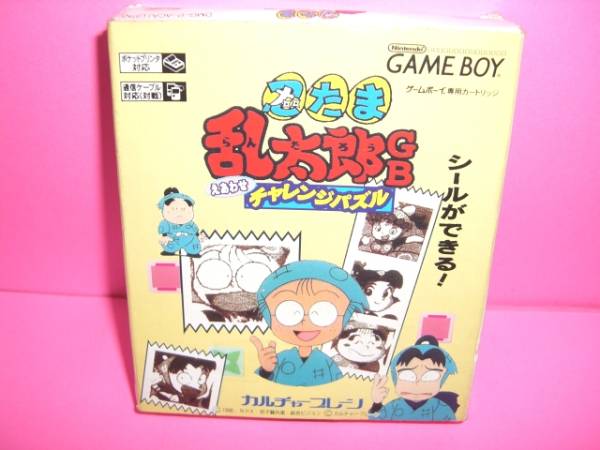 ポケットプリンタ
対応
通信ケーブル
対応(対戦)
Nintendo
GAME BOY
ゲームボーイ専用カートリッジ
忍たま
乱太郎GB
らん
えあわせ
チャレンジパズル
シールができる!
カルチャーブレーン